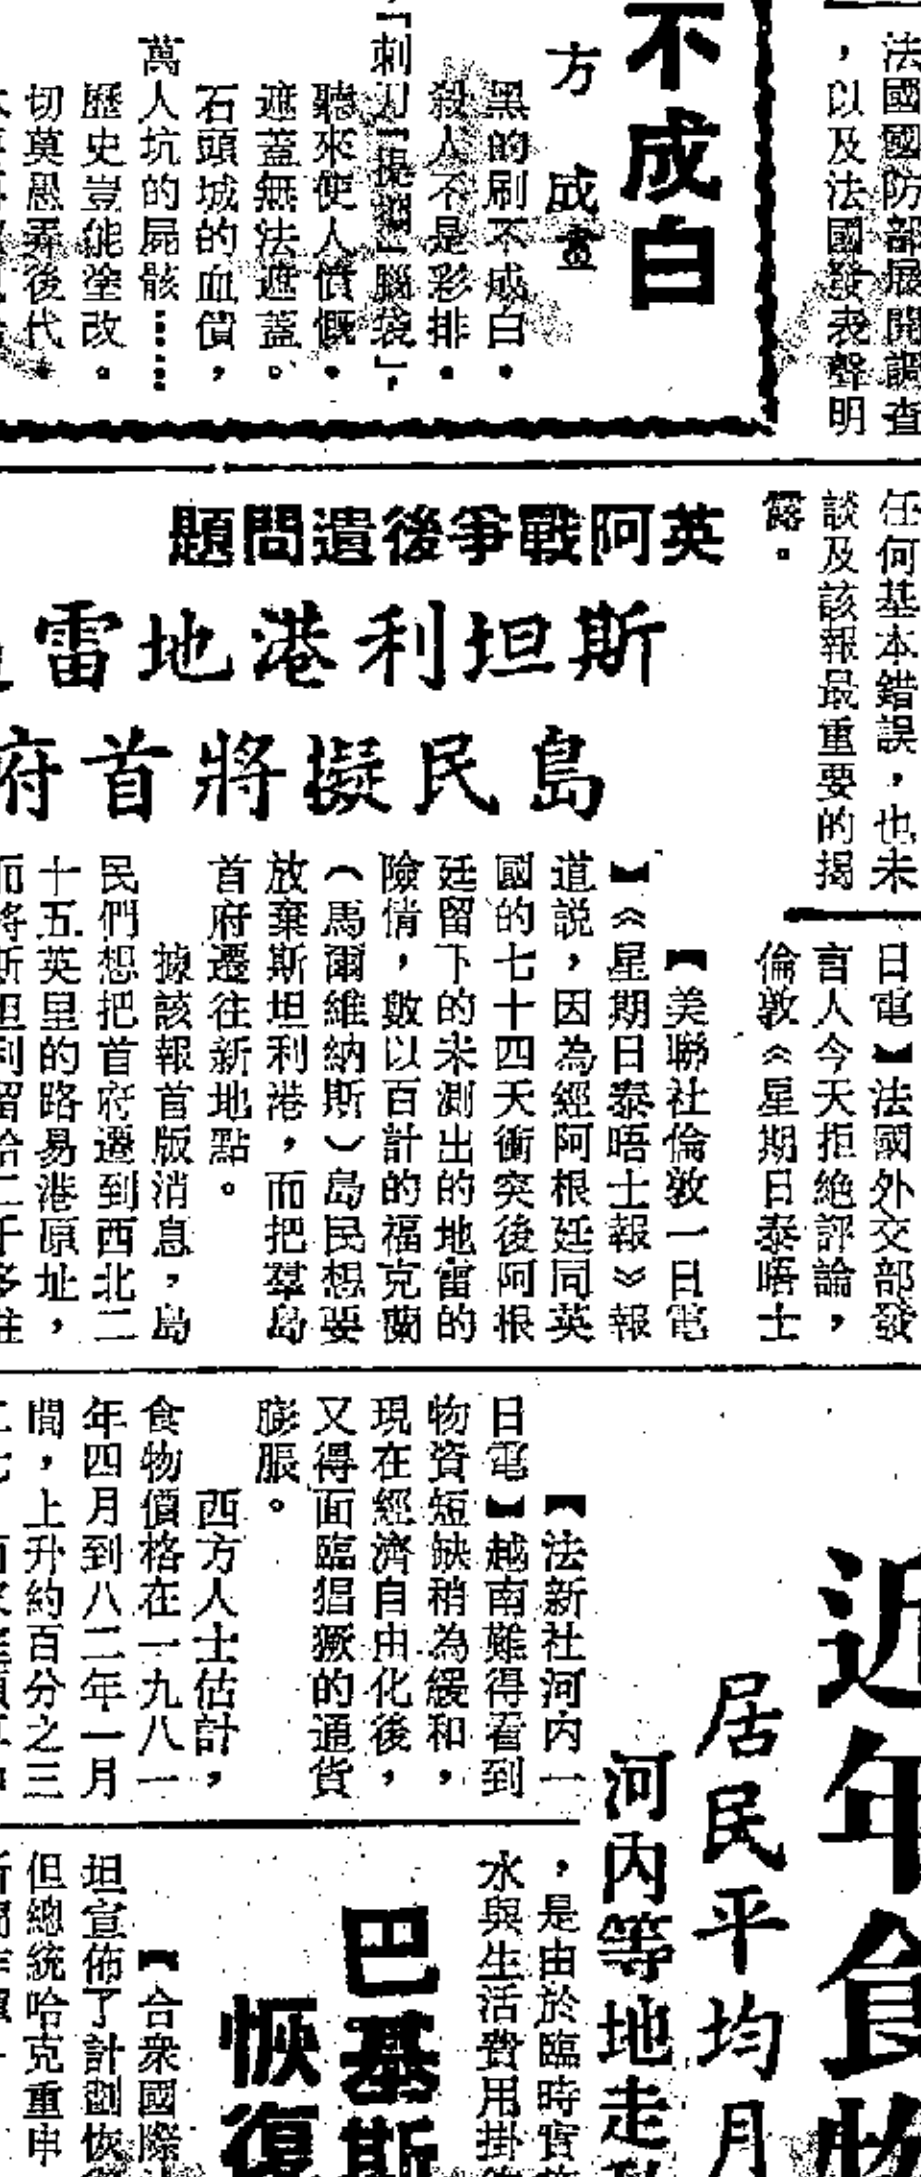 法國國防部展開調查
，以及法國發表聲明
不成白
方　成畫
黑的刷不成白．
殺人不是彩排．
聽來使人憤慨．
遮蓋無法遮蓋。
石頭城的血債，
萬人坑的屍骸……
歷史豈能塗改。
切莫愚弄後代．
任何基本錯誤，也未
談及該報最重要的揭
露。
日電】法國外交部發
言人今天拒絶評論，
倫敦《星期日泰晤士
英阿戰爭後遺問題
斯坦利港地雷
島民擬將首府
【美聯社倫敦一日電
】《星期日泰晤士報》報
道説，因為經阿根廷同英
國的七十四天衝突後阿根
廷留下的未測出的地雷的
險情，數以百計的福克蘭
（馬爾維納斯）島民想要
放棄斯坦利港，而把羣島
首府遷往新地點。
據該報首版消息，島
民們想把首府遷到西北二
十五英里的路易港原址，
而將斯坦利留給二千多住
近年食物
居民平均月
河内等地走
【法新社河内一
日電】越南難得看到
物資短缺稍為緩和，
現在經濟自由化後，
又得面臨猖獗的通貨
膨脹。
西方人士估計，
食物價格在一九八一
年四月到八二年一月
間，上升約百分之三
，是由於臨時實
水與生活費用掛
巴基斯
恢復
【合衆國際
坦宣佈了計劃恢
但總統哈克重申